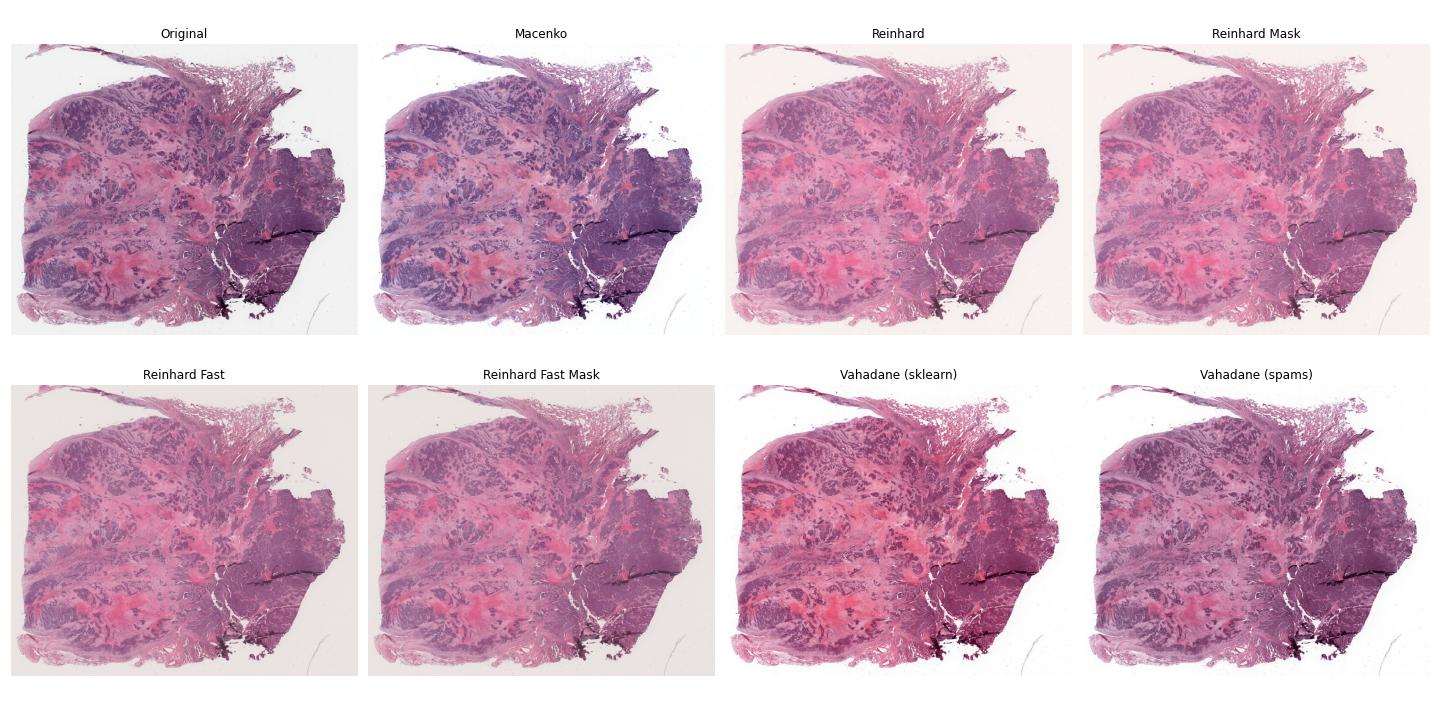 Original
Macenko
Reinhard
Reinhard Mask
Reinhard Fast
Reinhard Fast Mask
Vahadane (sklearn)
Vahadane (spams)